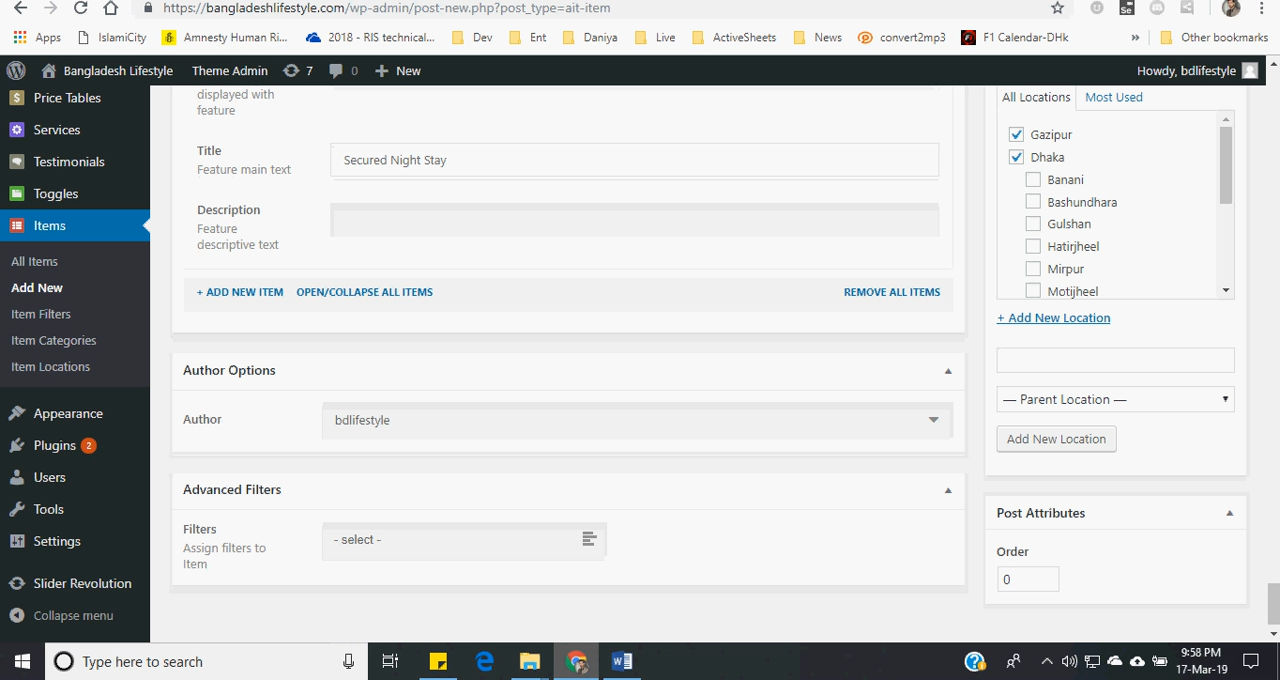 https://bangladeshlifestyle.com/wp-admin/post-new.php?post_type=ait-item
Se
Apps
IslamiCity
Amnesty Human Ri...
2018 - RIS technical...
Dev
Ent
Daniya
Live
ActiveSheets
News
convert2mp3
F1 Calendar-DHk
»
Other bookmarks
Bangladesh Lifestyle
Theme Admin
7
0
New
Howdy, bdlifestyle
Price Tables
Services
Testimonials
Toggles
Items
All Items
Add New
Item Filters
Item Categories
Item Locations
Appearance
Plugins 2
Users
Tools
Settings
Slider Revolution
Collapse menu
displayed with
feature
Title
Feature main text
Secured Night Stay
Description
Feature
descriptive text
+ ADD NEW ITEM
OPEN/COLLAPSE ALL ITEMS
REMOVE ALL ITEMS
Author Options
Author
bdlifestyle
Advanced Filters
Filters
Assign filters to
Item
- select -
All Locations
Most Used
Gazipur
Dhaka
Banani
Bashundhara
Gulshan
Hatirjheel
Mirpur
Motijheel
+ Add New Location
— Parent Location —
Add New Location
Post Attributes
Order
0
Type here to search
9:58 PM
17-Mar-19